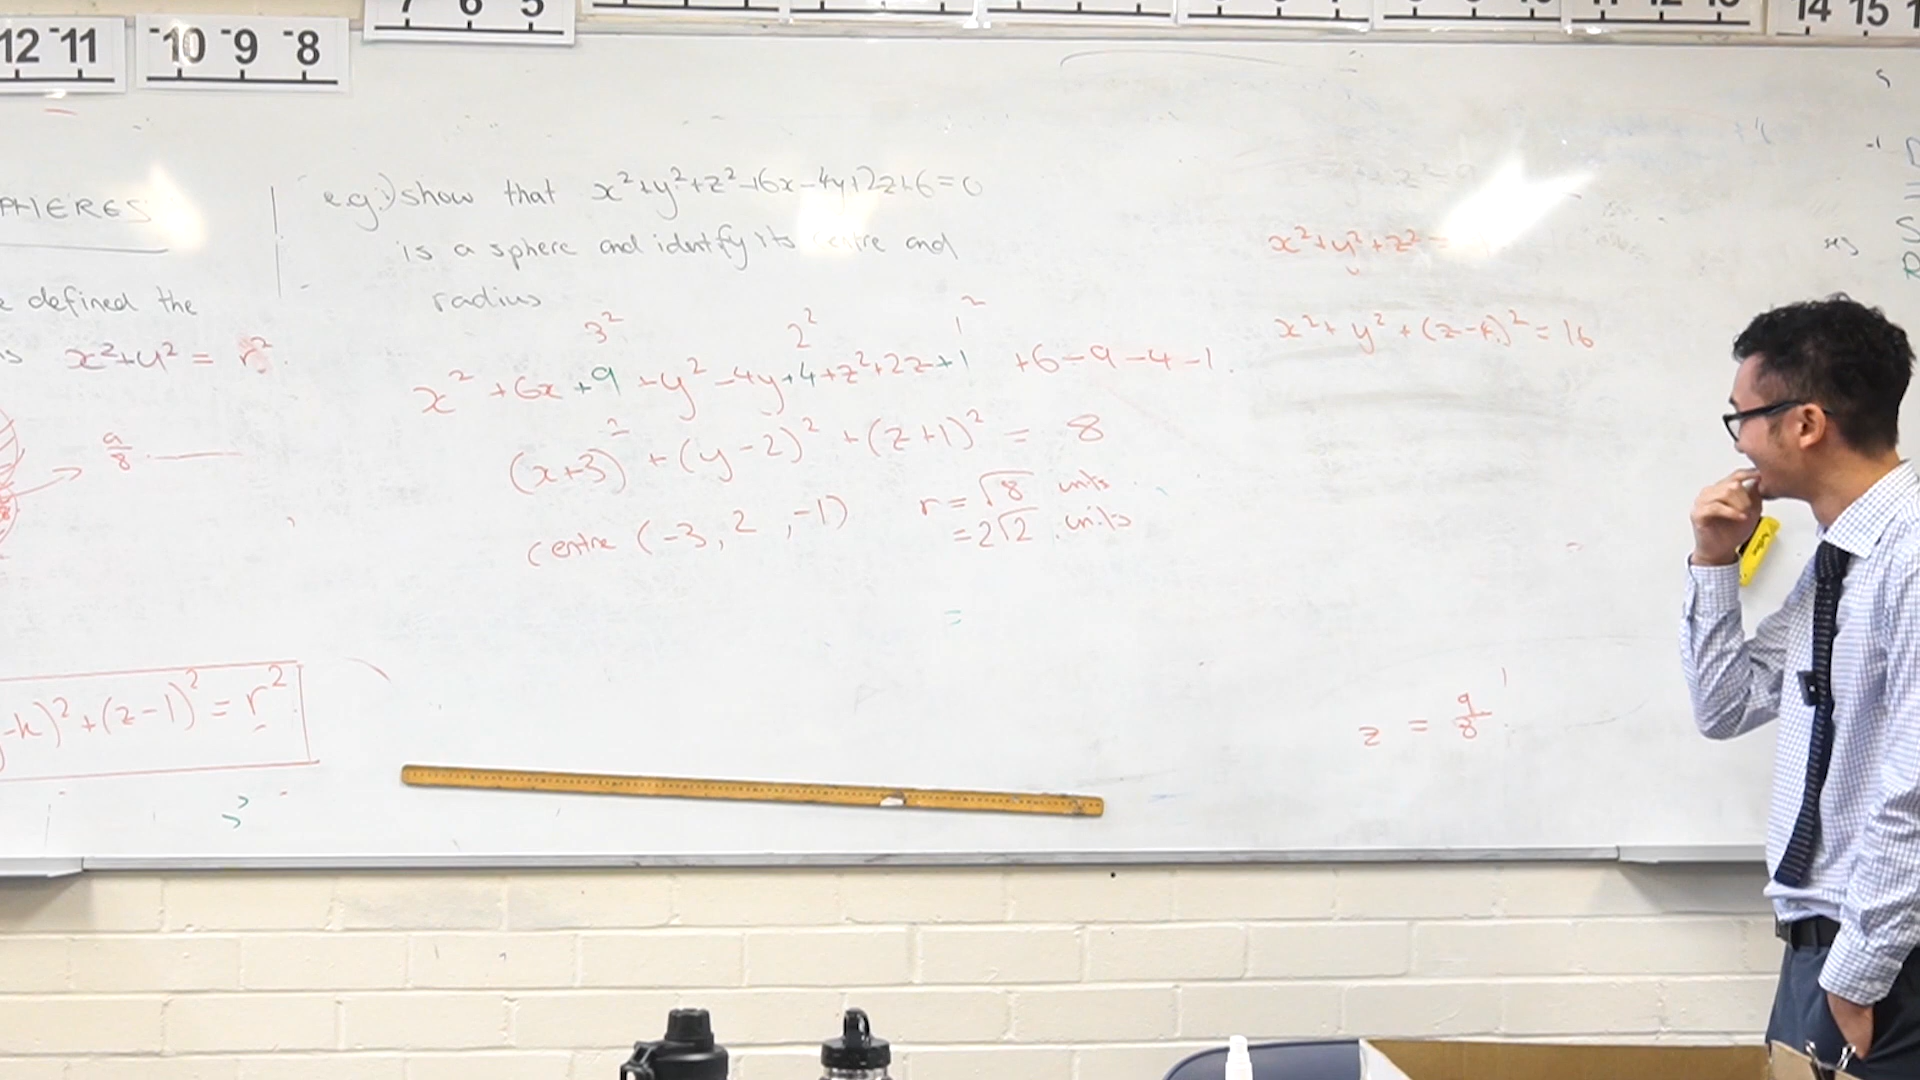 12 -11
-10 -9 -8
7 6 5
14 15
PHERES
e defined the
x²+y² = r²
9/8
-k)²+(z-1)² = r²
e.g. i) show that x²+y²+z²+6x-4y+2z+6=0
is a sphere and identify its centre and
radius
3² 2² 1²
x² +6x +9 +y² -4y+4+z²+2z+1 +6-9-4-1
(x+3)² + (y-2)² + (z+1)² = 8
centre (-3, 2, -1) r = √8 units
= 2√2 units
x²+y²+z² =
x²+ y² + (z-k)² = 16
z = 9/8